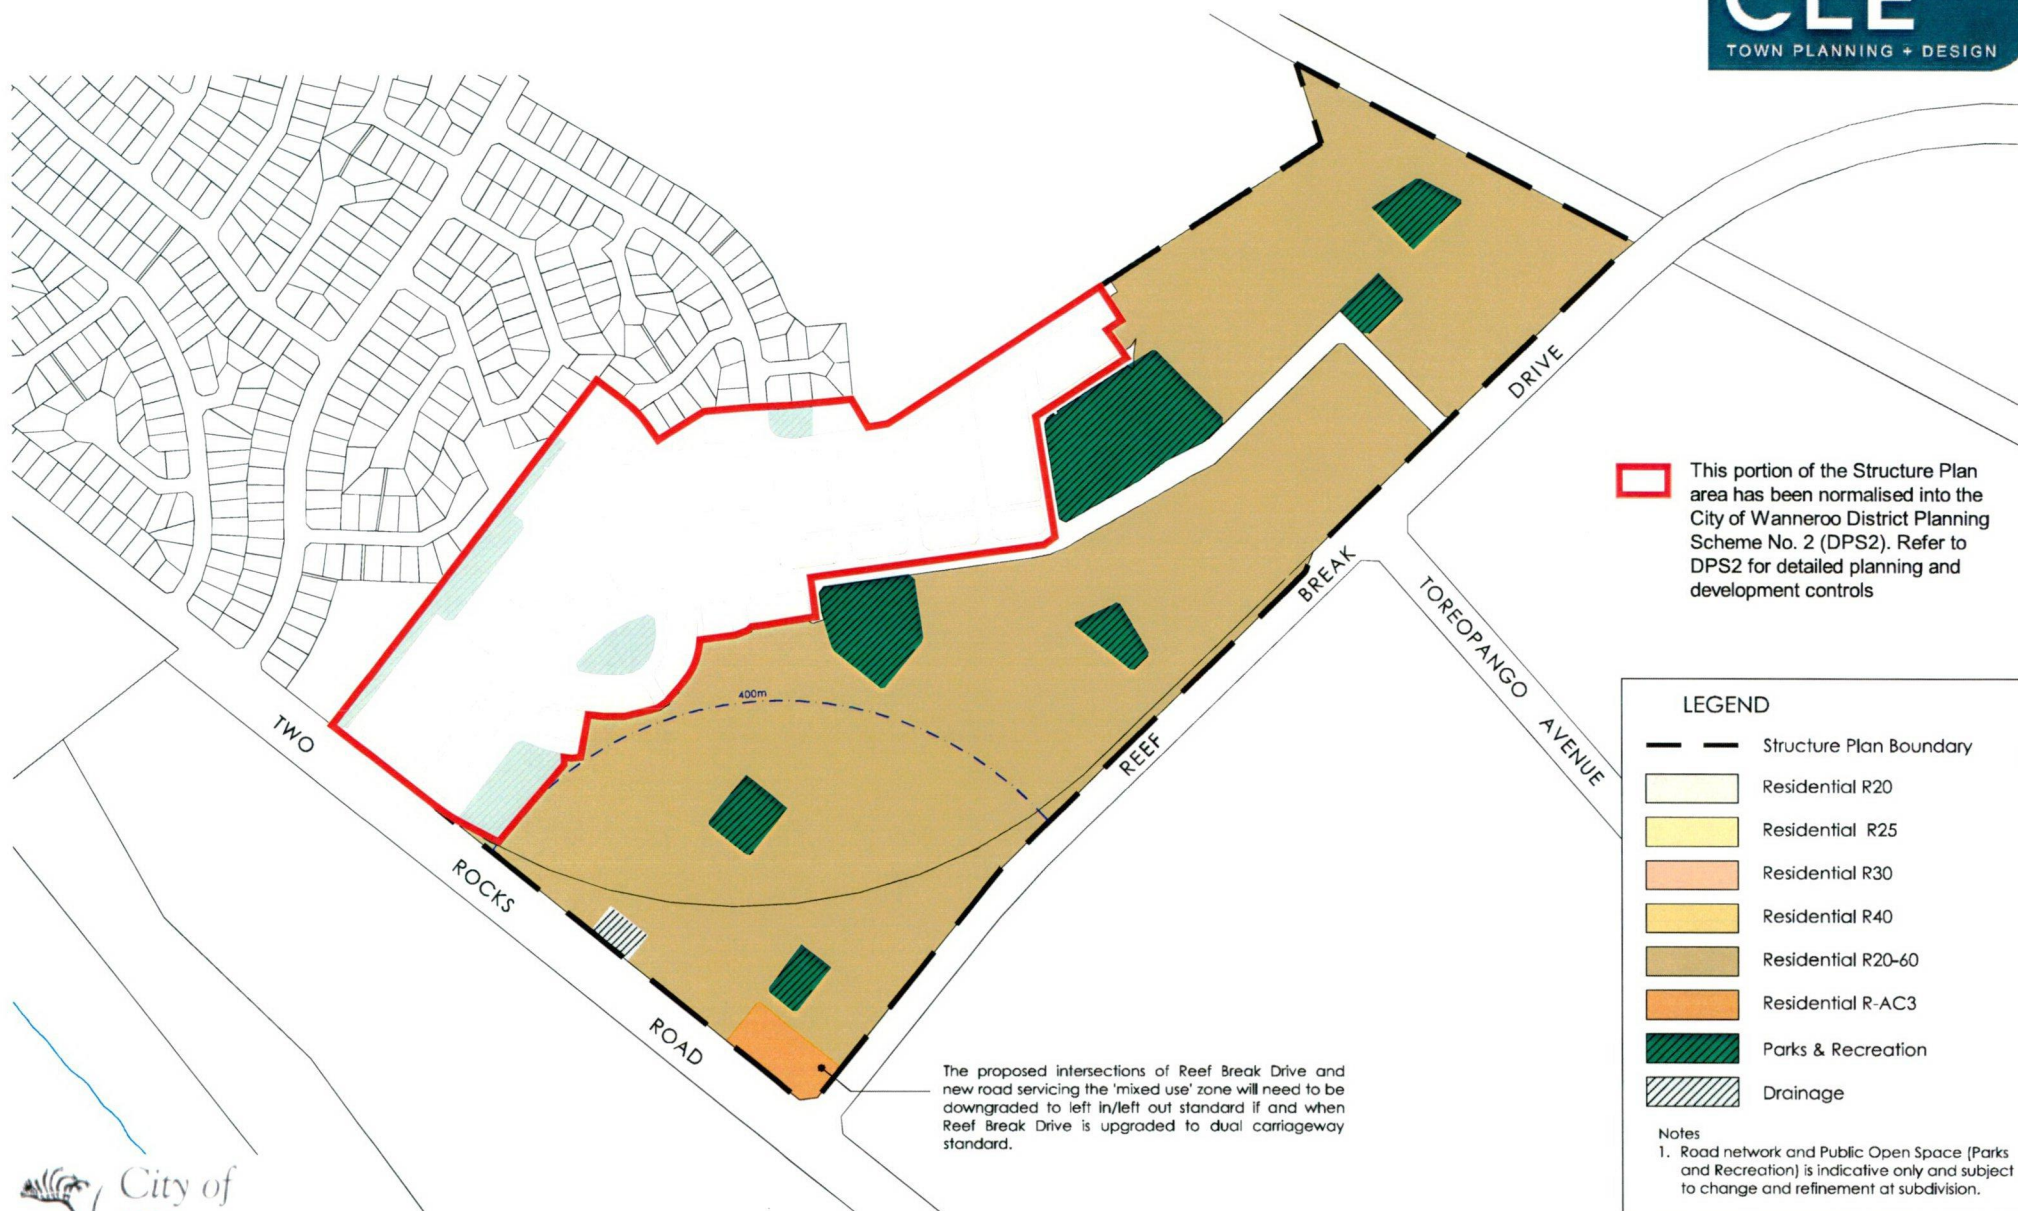 CLE
TOWN PLANNING + DESIGN
DRIVE
This portion of the Structure Plan
area has been normalised into the
City of Wanneroo District Planning
Scheme No. 2 (DPS2). Refer to
DPS2 for detailed planning and
development controls
BREAK
TOREOPANGO AVENUE
REEF
400m
TWO
ROCKS
ROAD
LEGEND
Structure Plan Boundary
Residential R20
Residential R25
Residential R30
Residential R40
Residential R20-60
Residential R-AC3
Parks & Recreation
Drainage
The proposed intersections of Reef Break Drive and
new road servicing the 'mixed use' zone will need to be
downgraded to left in/left out standard if and when
Reef Break Drive is upgraded to dual carriageway
standard.
Notes
1. Road network and Public Open Space (Parks
and Recreation) is indicative only and subject
to change and refinement at subdivision.
City of